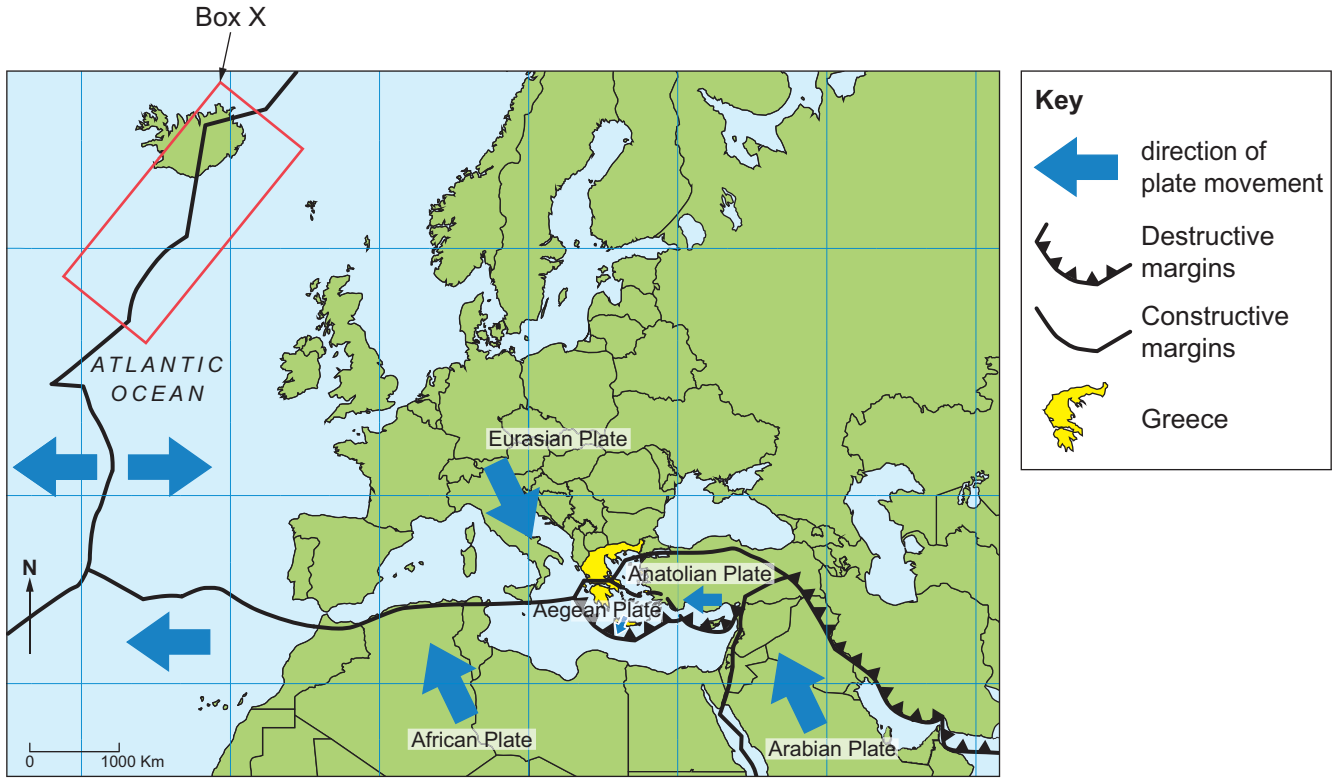 Box X
ATLANTIC
OCEAN
Eurasian Plate
Anatolian Plate
Aegean Plate
African Plate
Arabian Plate
N
0 1000 Km
Key
direction of
plate movement
Destructive
margins
Constructive
margins
Greece